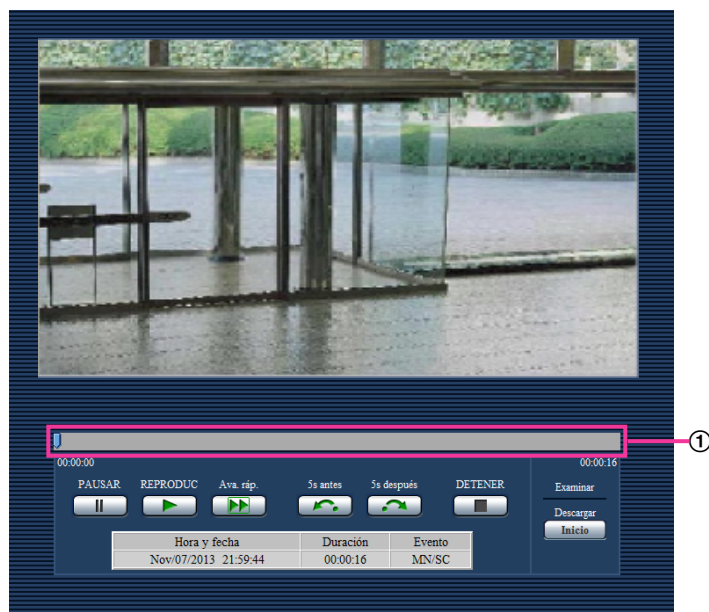 ①
00:00:00 00:00:16
PAUSAR REPRODUC Ava. ráp. 5s antes 5s después DETENER Examinar
Descargar
Inicio
Hora y fecha Duración Evento
Nov/07/2013 21:59:44 00:00:16 MN/SC